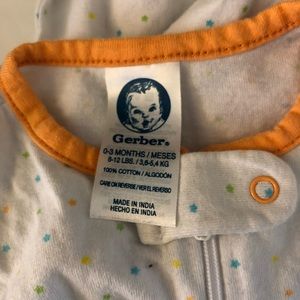 Gerber®
0-3 MONTHS / MESES
8-12 LBS. / 3,6-5,4 KG
100% COTTON / ALGODÓN
CARE ON REVERSE / VER EL REVERSO
MADE IN INDIA
HECHO EN INDIA